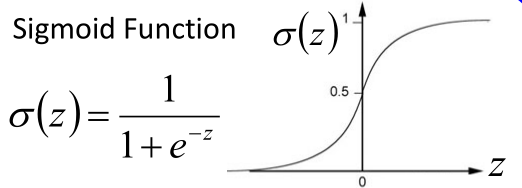 Sigmoid Function
σ(z)
1
0.5
0
z
σ(z) = 1 / (1 + e^{-z})